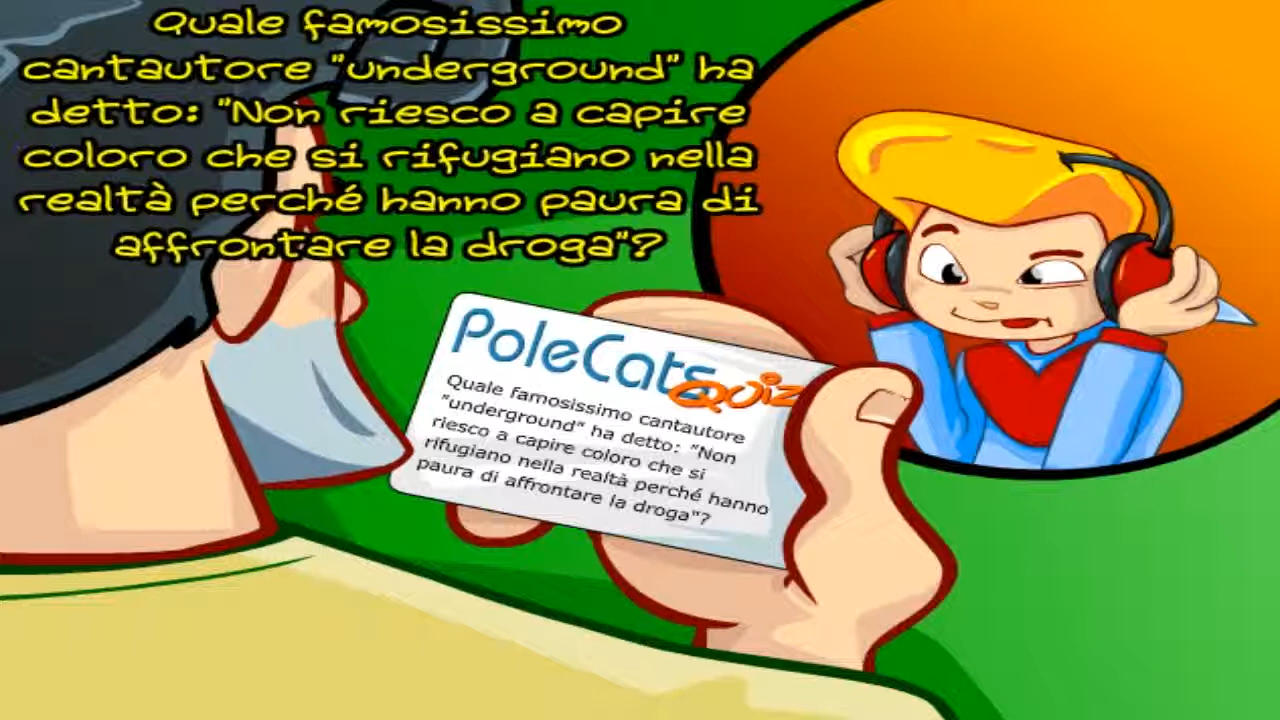 Quale famosissimo
cantautore "underground" ha
detto: "Non riesco a capire
coloro che si rifugiano nella
realtà perché hanno paura di
affrontare la droga"?
PoleCats
Quiz
Quale famosissimo cantautore
"underground" ha detto: "Non
riesco a capire coloro che si
rifugiano nella realtà perché hanno
paura di affrontare la droga"?